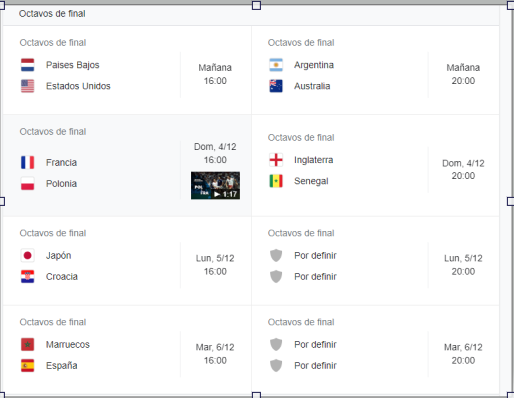 Octavos de final
Octavos de final
Paises Bajos
Estados Unidos
Mañana
16:00
Octavos de final
Argentina
Australia
Mañana
20:00
Octavos de final
Francia
Polonia
Dom, 4/12
16:00
1:17
Octavos de final
Inglaterra
Senegal
Dom, 4/12
20:00
Octavos de final
Japón
Croacia
Lun, 5/12
16:00
Octavos de final
Por definir
Por definir
Lun, 5/12
20:00
Octavos de final
Marruecos
España
Mar, 6/12
16:00
Octavos de final
Por definir
Por definir
Mar, 6/12
20:00